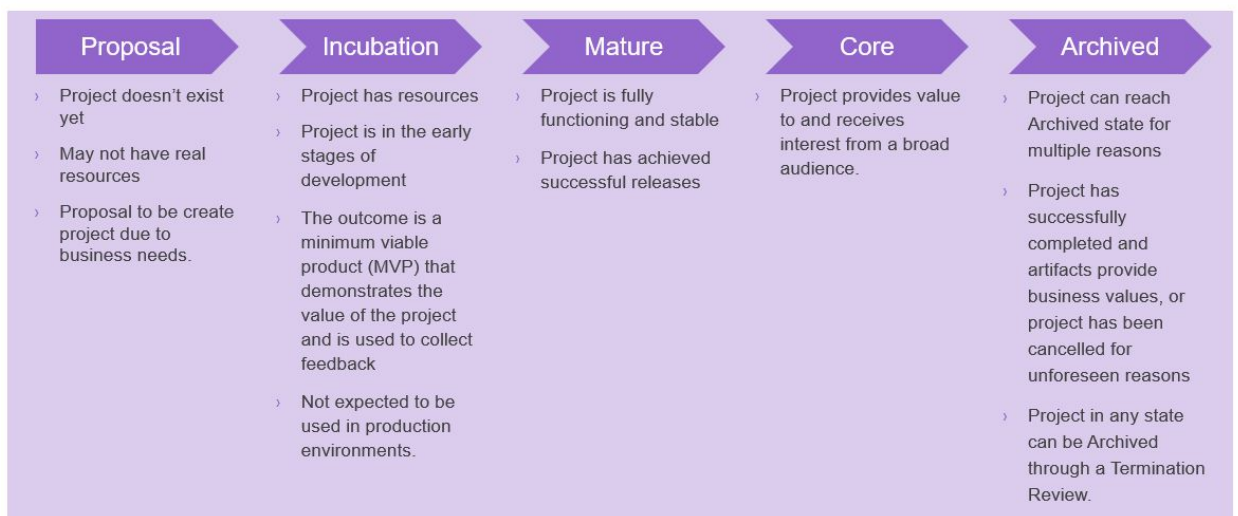 Proposal
Project doesn't exist
yet
May not have real
resources
Proposal to be create
project due to
business needs.
Incubation
Project has resources
Project is in the early
stages of
development
The outcome is a
minimum viable
product (MVP) that
demonstrates the
value of the project
and is used to collect
feedback
Not expected to be
used in production
environments.
Mature
Project is fully
functioning and stable
Project has achieved
successful releases
Core
Project provides value
to and receives
interest from a broad
audience.
Archived
Project can reach
Archived state for
multiple reasons
Project has
successfully
completed and
artifacts provide
business values, or
project has been
cancelled for
unforeseen reasons
Project in any state
can be Archived
through a Termination
Review.